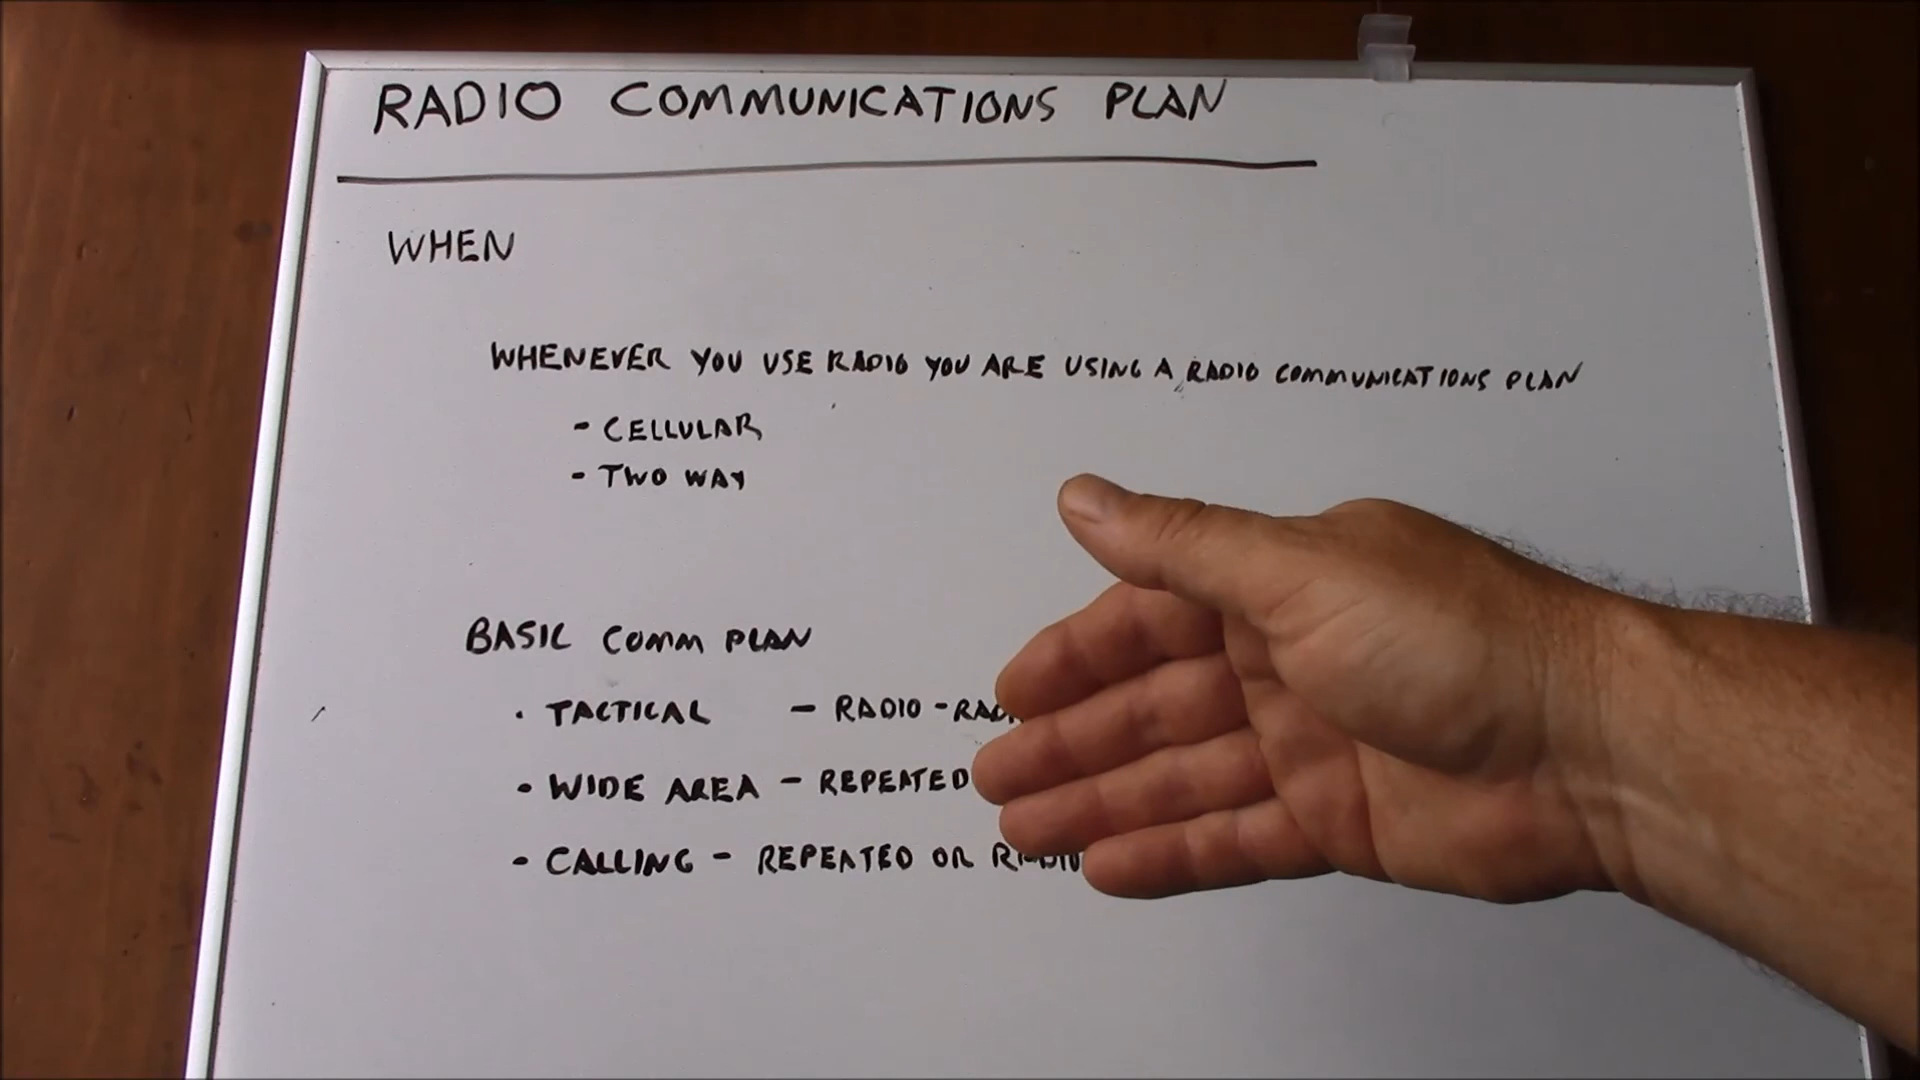 RADIO COMMUNICATIONS PLAN
WHEN
WHENEVER YOU USE RADIO YOU ARE USING A RADIO COMMUNICATIONS PLAN
- CELLULAR
- TWO WAY
BASIC COMM PLAN
• TACTICAL — RADIO -
• WIDE AREA - REPEATED
• CALLING - REPEATED OR